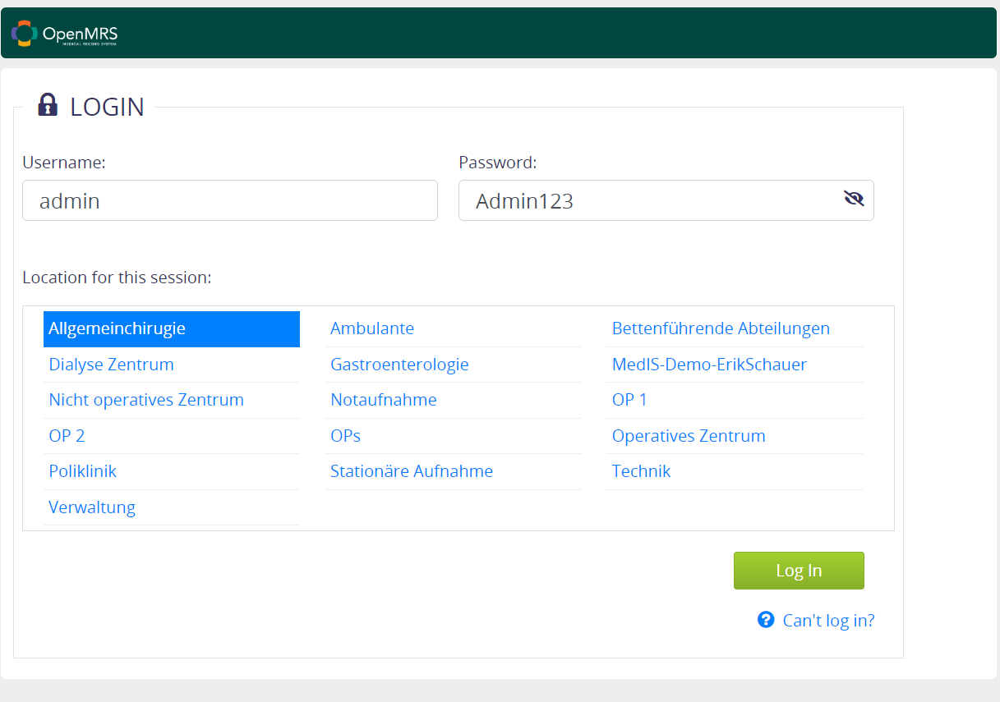 OpenMRS
MEDICAL RECORD SYSTEM
LOGIN
Username: Password:
admin Admin123
Location for this session:
Allgemeinchirugie Ambulante Bettenführende Abteilungen
Dialyse Zentrum Gastroenterologie MedIS-Demo-ErikSchauer
Nicht operatives Zentrum Notaufnahme OP 1
OP 2 OPs Operatives Zentrum
Poliklinik Stationäre Aufnahme Technik
Verwaltung
Log In
Can't log in?